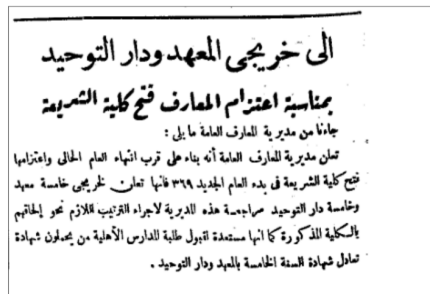 الى خريجى المعهد ودار التوحيد
بمناسبة اعتزام المعارف فتح كلية الشريعة
جاءنا من مديرية المعارف العامة ما يلى :
تعلن مديرية المعارف العامة أنه بناء على قرب انتهاء العام الحالى واعتزامها
فتح كلية الشريعة فى بدء العام الجديد ٣٦٩ فانها تعلن لخريجى خامسة معهد
وخامسة دار التوحيد مراجعة هذه المديرية لاجراء الترتيب اللازم نحو إلحاقهم
بالكلية المذكورة كما انها مستعدة لقبول طلبة المدارس الأهلية من يحملون شهادة
تعادل شهادة السنة الخامسة بالمعهد ودار التوحيد .